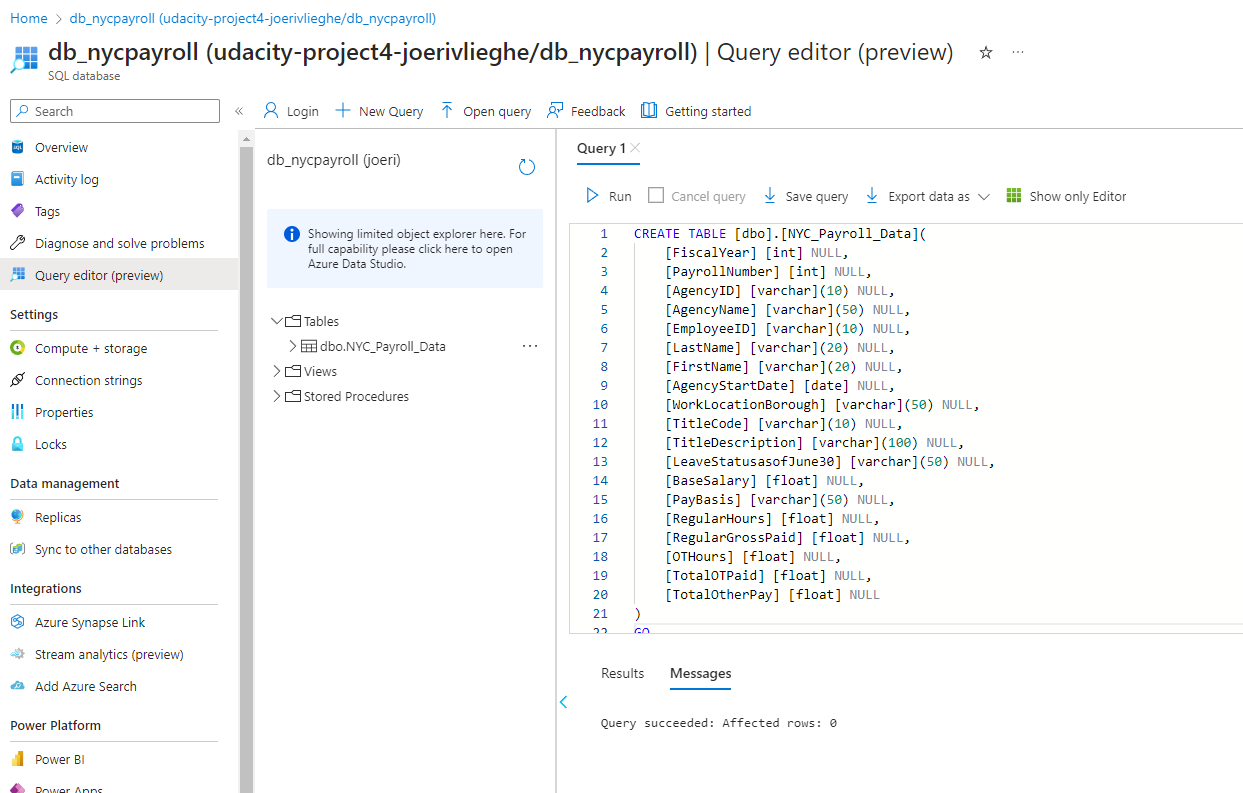 Home > db_nycpayroll (udacity-project4-joerivlieghe/db_nycpayroll)
db_nycpayroll (udacity-project4-joerivlieghe/db_nycpayroll) | Query editor (preview) ☆ ···
SQL database
Search «
Overview
Activity log
Tags
Diagnose and solve problems
Query editor (preview)
Settings
Compute + storage
Connection strings
Properties
Locks
Data management
Replicas
Sync to other databases
Integrations
Azure Synapse Link
Stream analytics (preview)
Add Azure Search
Power Platform
Power BI
Power Apps
Login New Query Open query Feedback Getting started
db_nycpayroll (joeri)
Showing limited object explorer here. For
full capability please click here to open
Azure Data Studio.
Tables
dbo.NYC_Payroll_Data ···
Views
Stored Procedures
Query 1
Run Cancel query Save query Export data as Show only Editor
1 CREATE TABLE [dbo].[NYC_Payroll_Data](
2 [FiscalYear] [int] NULL,
3 [PayrollNumber] [int] NULL,
4 [AgencyID] [varchar](10) NULL,
5 [AgencyName] [varchar](50) NULL,
6 [EmployeeID] [varchar](10) NULL,
7 [LastName] [varchar](20) NULL,
8 [FirstName] [varchar](20) NULL,
9 [AgencyStartDate] [date] NULL,
10 [WorkLocationBorough] [varchar](50) NULL,
11 [TitleCode] [varchar](10) NULL,
12 [TitleDescription] [varchar](100) NULL,
13 [LeaveStatusasofJune30] [varchar](50) NULL,
14 [BaseSalary] [float] NULL,
15 [PayBasis] [varchar](50) NULL,
16 [RegularHours] [float] NULL,
17 [RegularGrossPaid] [float] NULL,
18 [OTHours] [float] NULL,
19 [TotalOTPaid] [float] NULL,
20 [TotalOtherPay] [float] NULL
21 )
22 GO
Results Messages
Query succeeded: Affected rows: 0